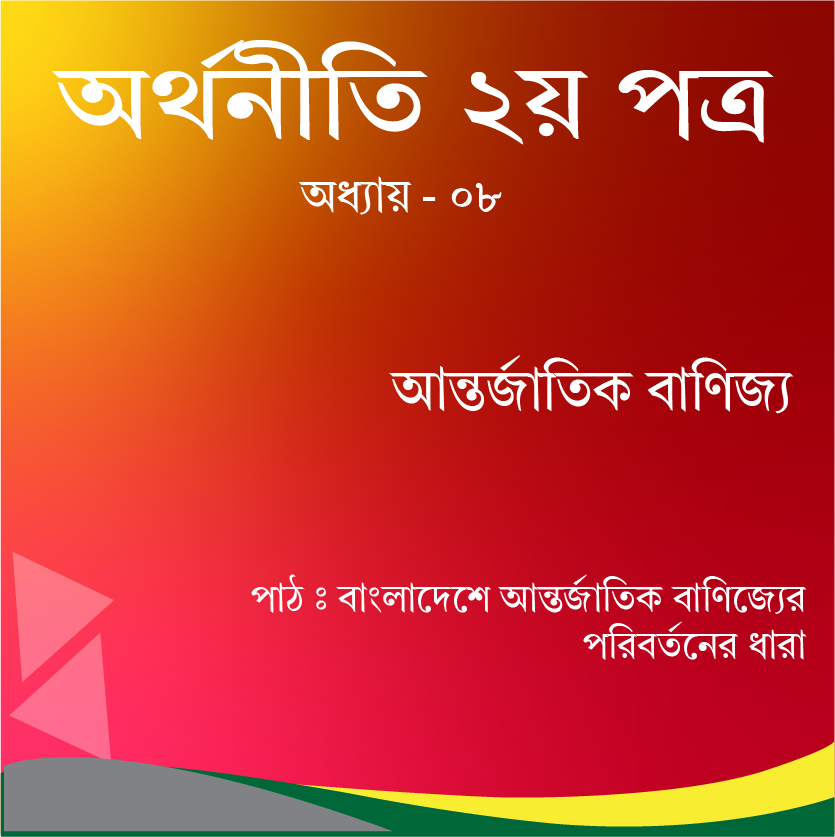 অর্থনীতি ২য় পত্র
অধ্যায় - ০৮
আন্তর্জাতিক বাণিজ্য
পাঠ ঃ বাংলাদেশে আন্তর্জাতিক বাণিজ্যের
পরিবর্তনের ধারা